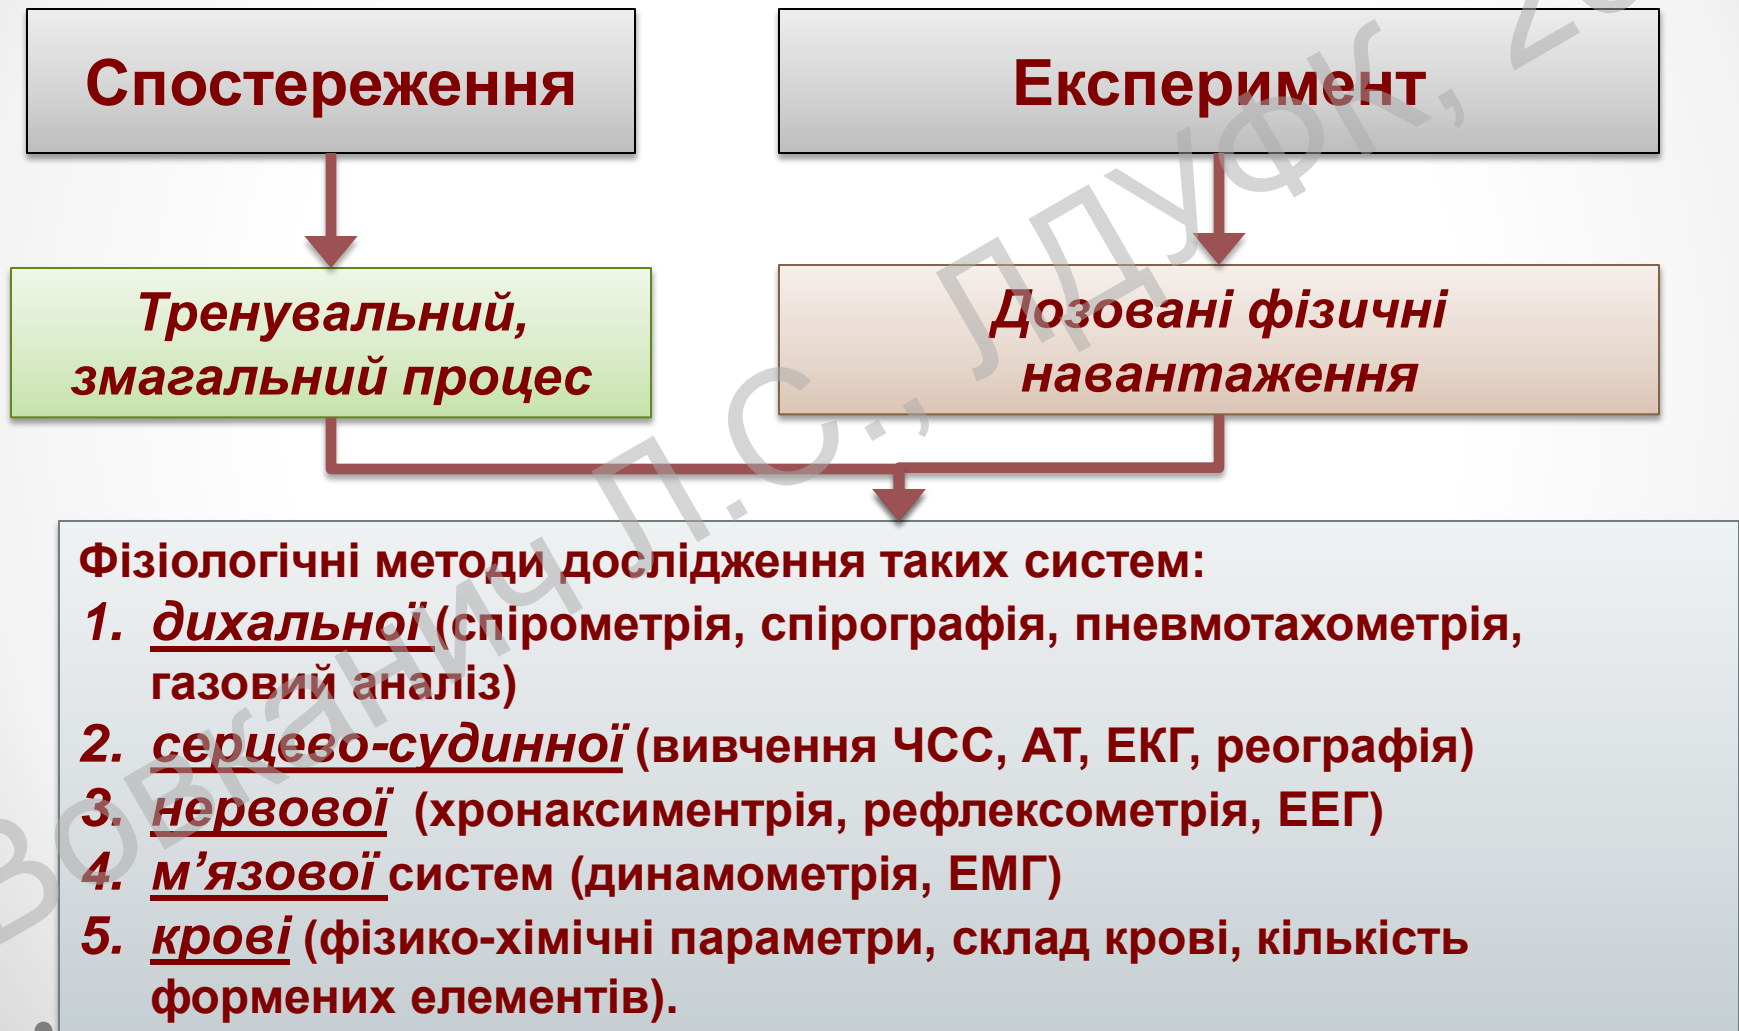 Спостереження
Експеримент
Тренувальний,
змагальний процес
Дозовані фізичні
навантаження
Фізіологічні методи дослідження таких систем:
1. дихальної (спірометрія, спірографія, пневмотахометрія,
газовий аналіз)
2. серцево-судинної (вивчення ЧСС, АТ, ЕКГ, реографія)
3. нервової (хронаксиментрія, рефлексометрія, ЕЕГ)
4. м’язової систем (динамометрія, ЕМГ)
5. крові (фізико-хімічні параметри, склад крові, кількість
формених елементів).
Вовканич Л.С., ЛДУФК,